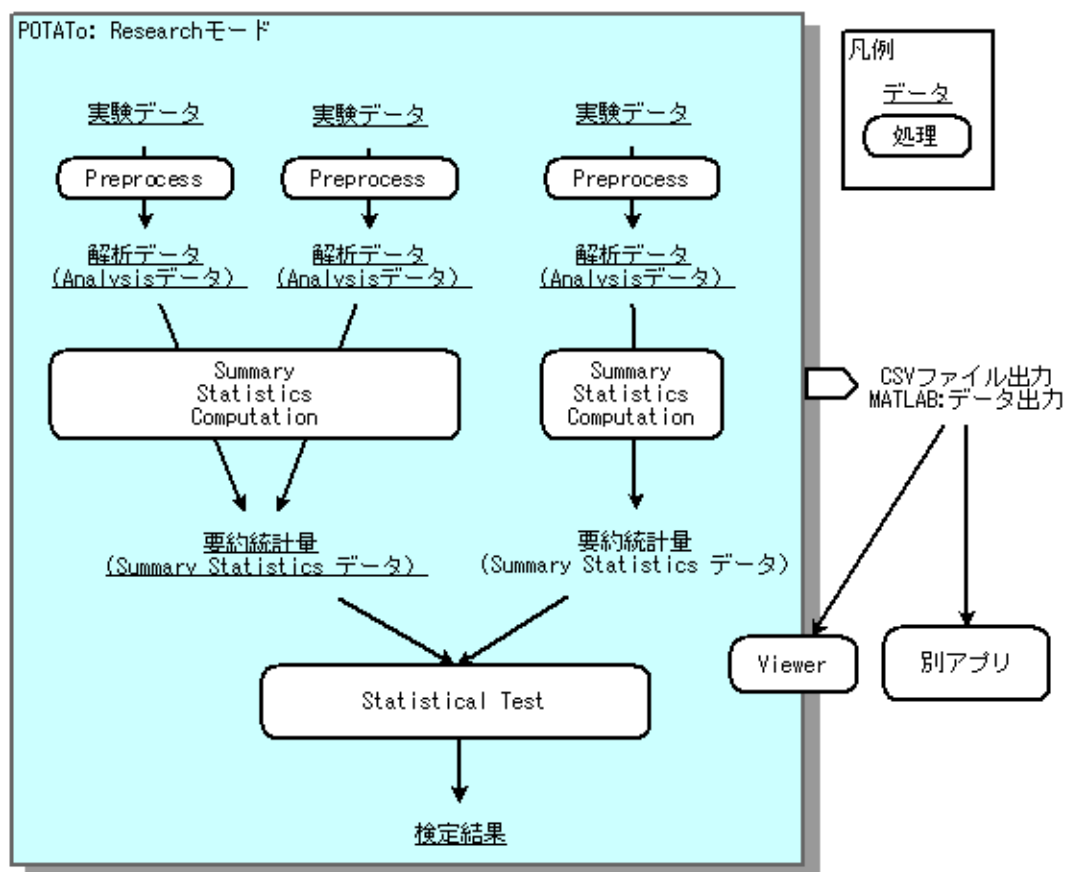 POTATo: Researchモード
凡例
データ
処理
実験データ
実験データ
実験データ
Preprocess
Preprocess
Preprocess
解析データ
(Analysisデータ)
解析データ
(Analysisデータ)
解析データ
(Analysisデータ)
Summary
Statistics
Computation
Summary
Statistics
Computation
CSVファイル出力
MATLAB:データ出力
要約統計量
(Summary Statistics データ)
要約統計量
(Summary Statistics データ)
Viewer
別アプリ
Statistical Test
検定結果